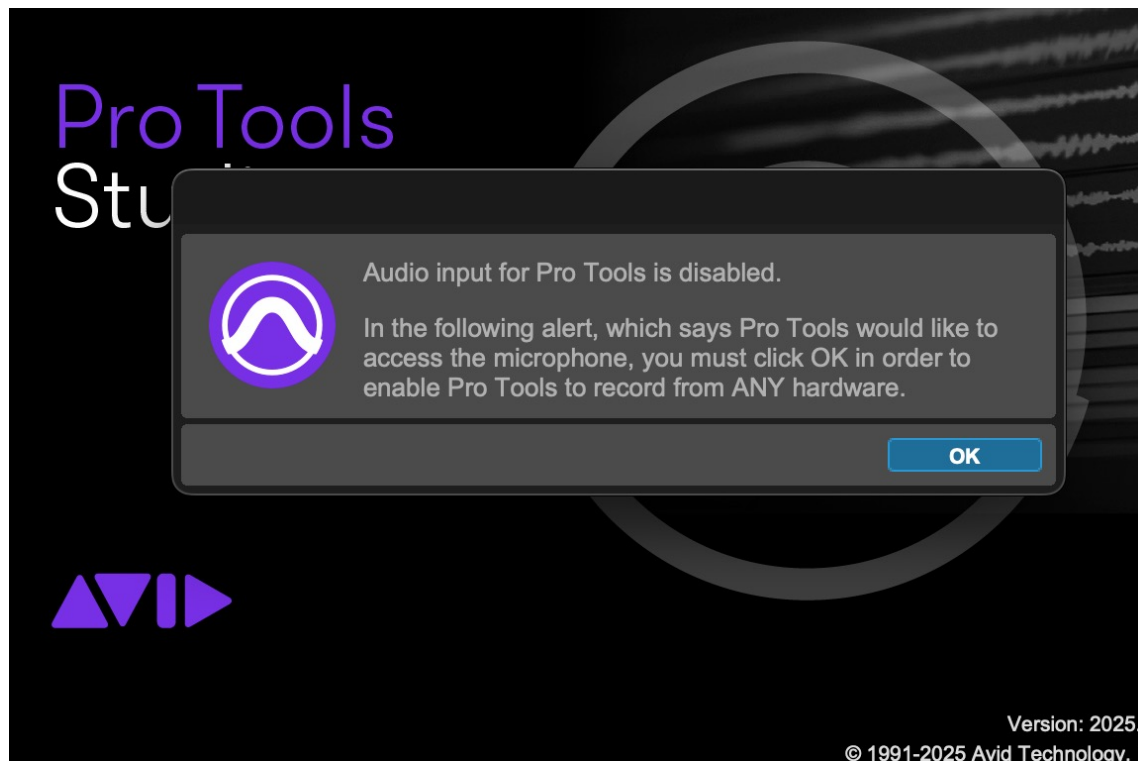 Pro Tools
Audio input for Pro Tools is disabled.
In the following alert, which says Pro Tools would like to
access the microphone, you must click OK in order to
enable Pro Tools to record from ANY hardware.
OK
AVID
Version: 2025.
© 1991-2025 Avid Technology.